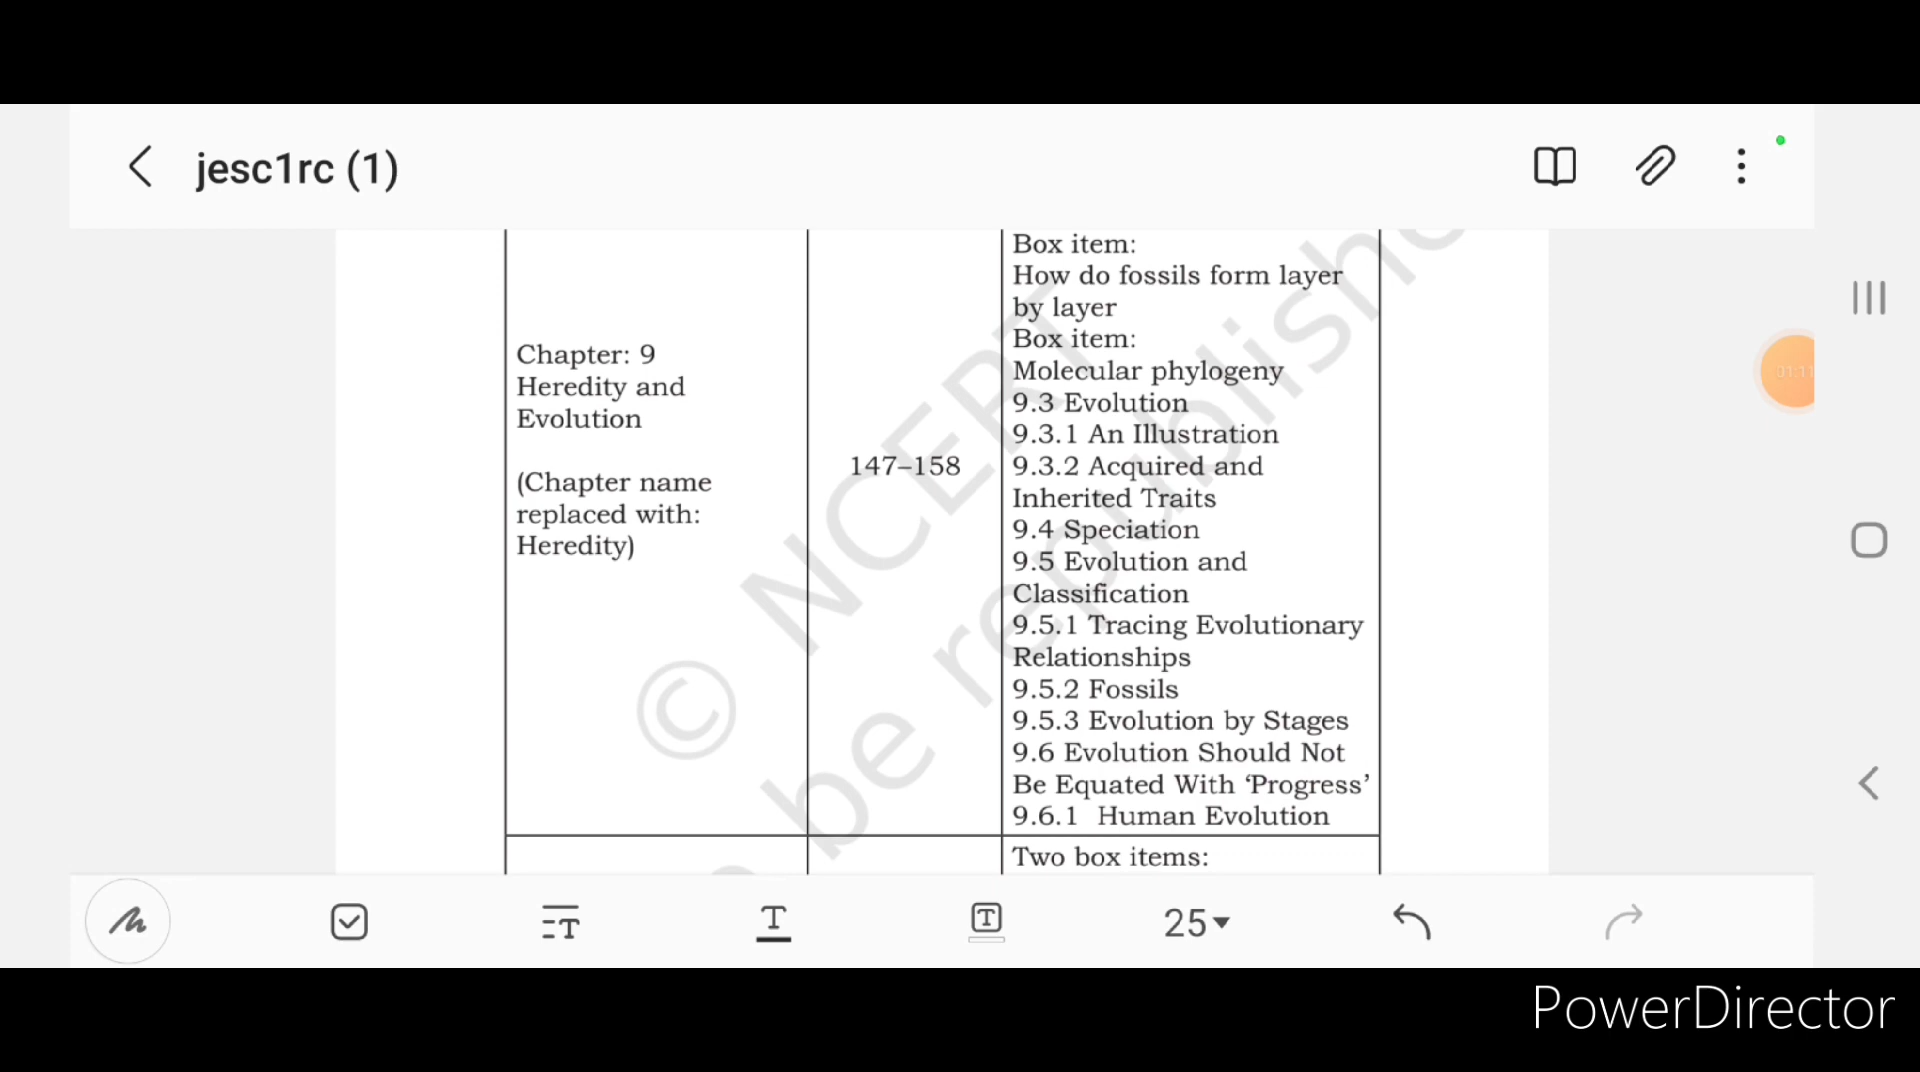 jesc1rc (1)
Box item:
How do fossils form layer
by layer
Box item:
Molecular phylogeny
9.3 Evolution
9.3.1 An Illustration
9.3.2 Acquired and
Inherited Traits
9.4 Speciation
9.5 Evolution and
Classification
9.5.1 Tracing Evolutionary
Relationships
9.5.2 Fossils
9.5.3 Evolution by Stages
9.6 Evolution Should Not
Be Equated With ‘Progress’
9.6.1 Human Evolution
Chapter: 9
Heredity and
Evolution
(Chapter name
replaced with:
Heredity)
147–158
Two box items:
© NCERT
be republishe
01:11
T
T
T
25
PowerDirector